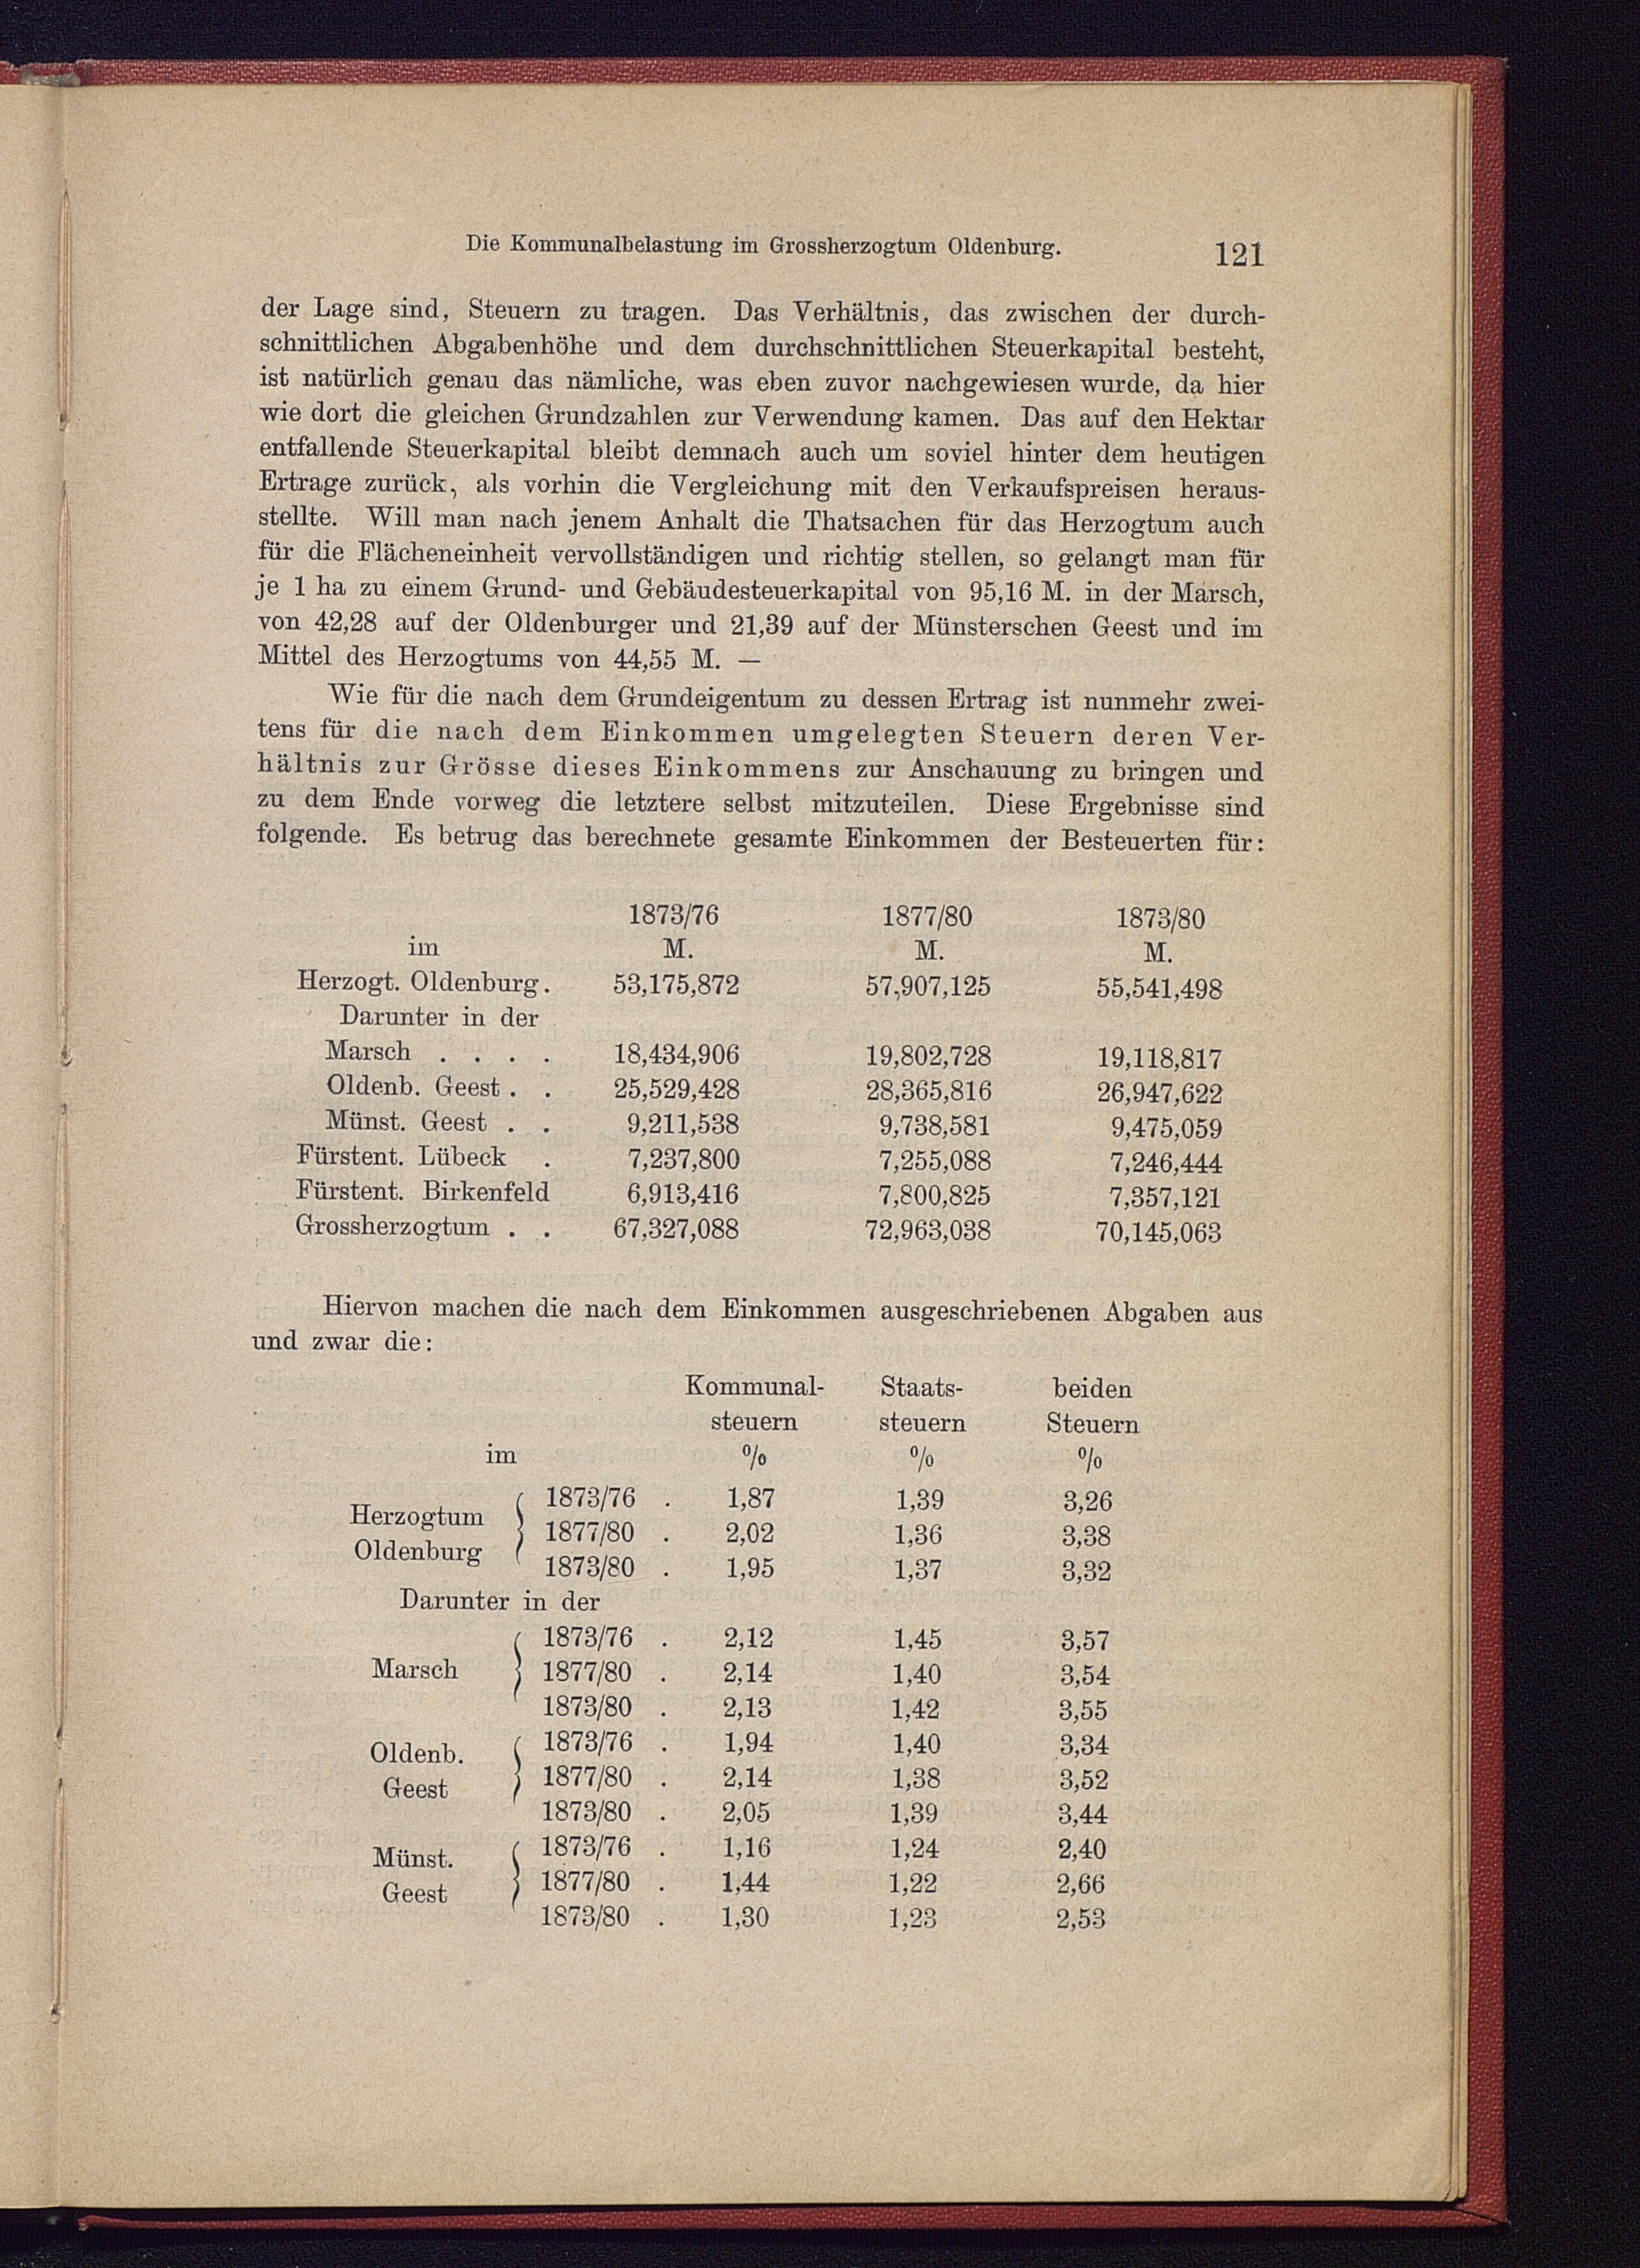 Die Kommunalbelastung im Grossherzogtum Oldenburg. 121
der Lage sind, Steuern zu tragen. Das Verhältnis, das zwischen der durch-
schnittlichen Abgabenhöhe und dem durchschnittlichen Steuerkapital besteht,
ist natürlich genau das nämliche, was eben zuvor nachgewiesen wurde, da hier
wie dort die gleichen Grundzahlen zur Verwendung kamen. Das auf den Hektar
entfallende Steuerkapital bleibt demnach auch um soviel hinter dem heutigen
Ertrage zurück, als vorhin die Vergleichung mit den Verkaufspreisen heraus-
stellte. Will man nach jenem Anhalt die Thatsachen für das Herzogtum auch
für die Flächeneinheit vervollständigen und richtig stellen, so gelangt man für
je 1 ha zu einem Grund- und Gebäudesteuerkapital von 95,16 M. in der Marsch,
von 42,28 auf der Oldenburger und 21,39 auf der Münsterschen Geest und im
Mittel des Herzogtums von 44,55 M. —
Wie für die nach dem Grundeigentum zu dessen Ertrag ist nunmehr zwei-
tens für die nach dem Einkommen umgelegten Steuern deren Ver-
hältnis zur Grösse dieses Einkommens zur Anschauung zu bringen und
zu dem Ende vorweg die letztere selbst mitzuteilen. Diese Ergebnisse sind
folgende. Es betrug das berechnete gesamte Einkommen der Besteuerten für:
1873/76 1877/80 1873/80
im M. M. M.
Herzogt. Oldenburg. 53,175,872 57,907,125 55,541,498
Darunter in der
Marsch . . . . 18,434,906 19,802,728 19,118,817
Oldenb. Geest . . 25,529,428 28,365,816 26,947,622
Münst. Geest . . 9,211,538 9,738,581 9,475,059
Fürstent. Lübeck . 7,237,800 7,255,088 7,246,444
Fürstent. Birkenfeld 6,913,416 7,800,825 7,357,121
Grossherzogtum . . 67,327,088 72,963,038 70,145,063
Hiervon machen die nach dem Einkommen ausgeschriebenen Abgaben aus
und zwar die:
Kommunal- Staats- beiden
steuern steuern Steuern
im % % %
Herzogtum Oldenburg { 1873/76 . 1,87 1,39 3,26
1877/80 . 2,02 1,36 3,38
1873/80 . 1,95 1,37 3,32
Darunter in der
Marsch { 1873/76 . 2,12 1,45 3,57
1877/80 . 2,14 1,40 3,54
1873/80 . 2,13 1,42 3,55
Oldenb. Geest { 1873/76 . 1,94 1,40 3,34
1877/80 . 2,14 1,38 3,52
1873/80 . 2,05 1,39 3,44
Münst. Geest { 1873/76 . 1,16 1,24 2,40
1877/80 . 1,44 1,22 2,66
1873/80 . 1,30 1,23 2,53